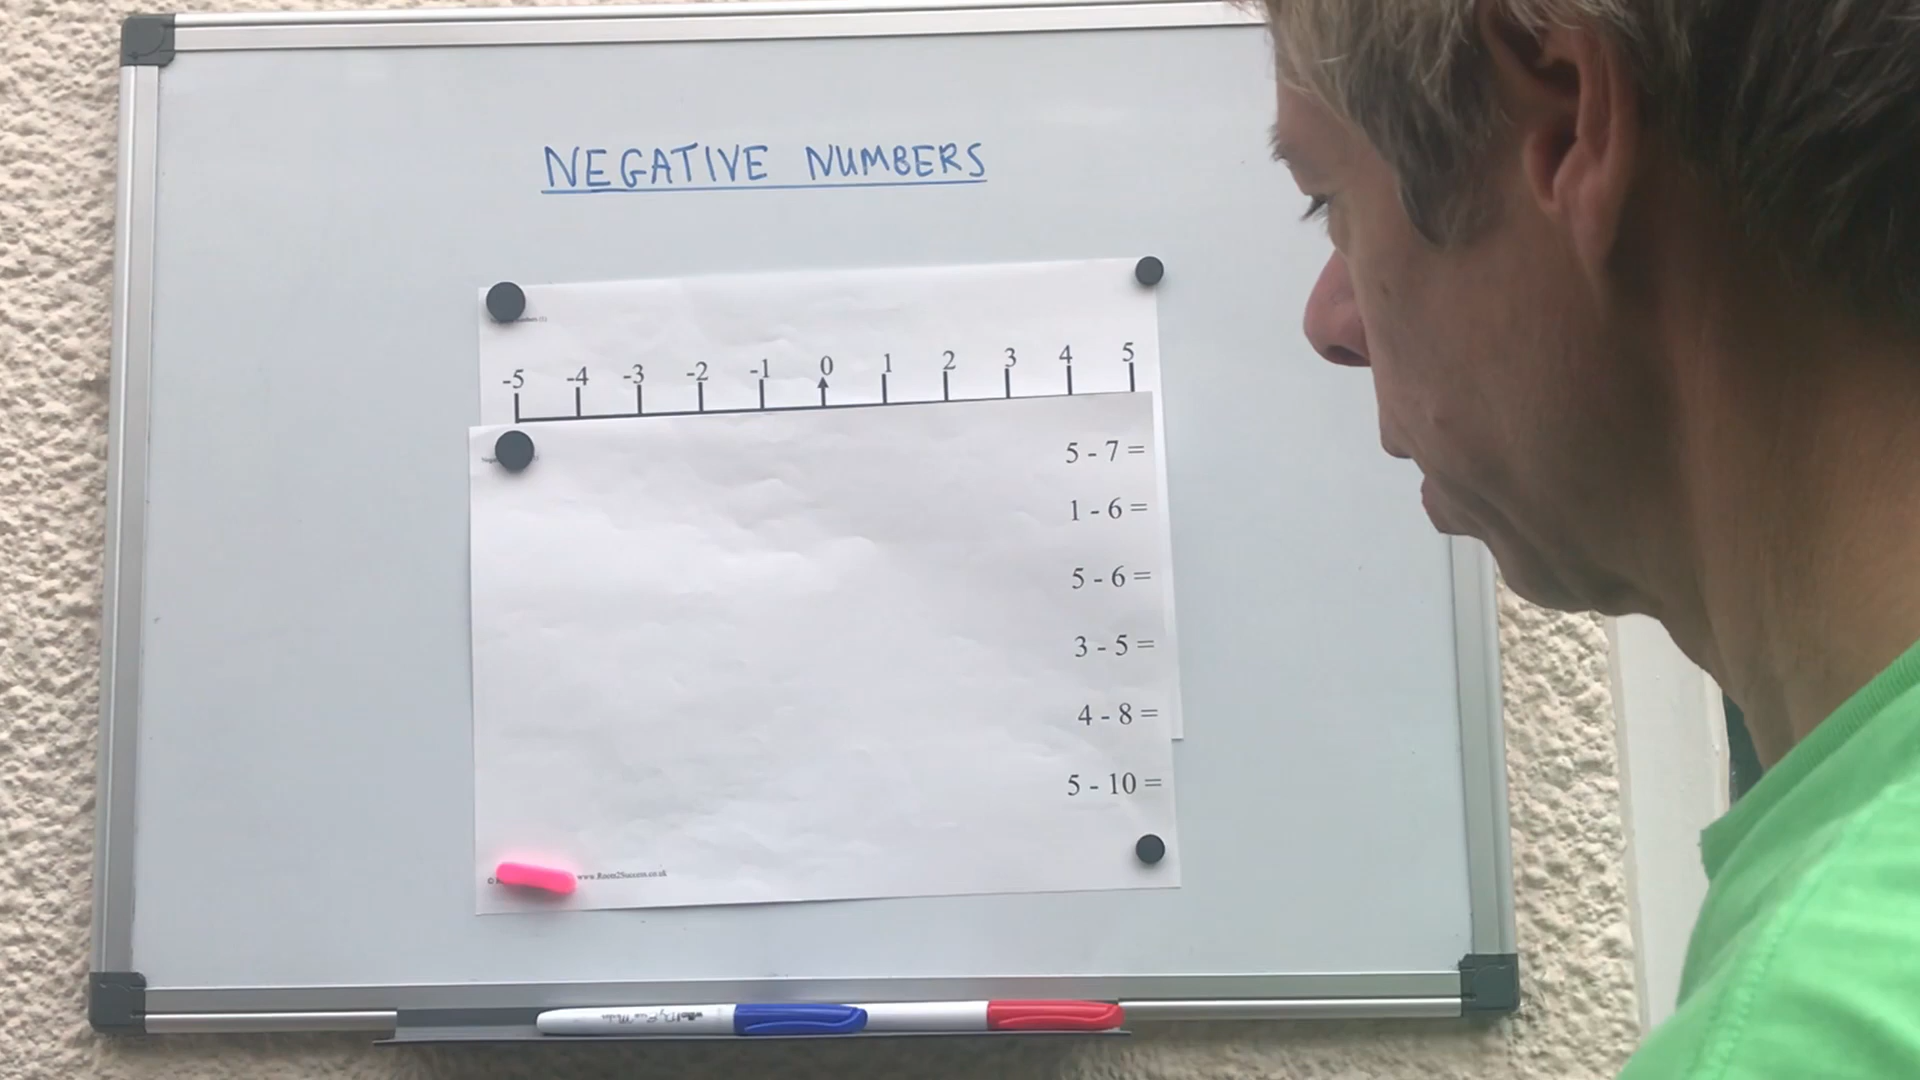 NEGATIVE NUMBERS
-5 -4 -3 -2 -1 0 1 2 3 4 5
5 - 7 =
1 - 6 =
5 - 6 =
3 - 5 =
4 - 8 =
5 - 10 =
© www.Room2Success.co.uk